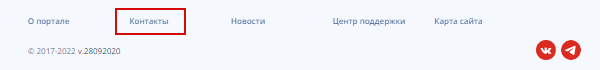 О портале Контакты Новости Центр поддержки Карта сайта
© 2017-2022 v.28092020